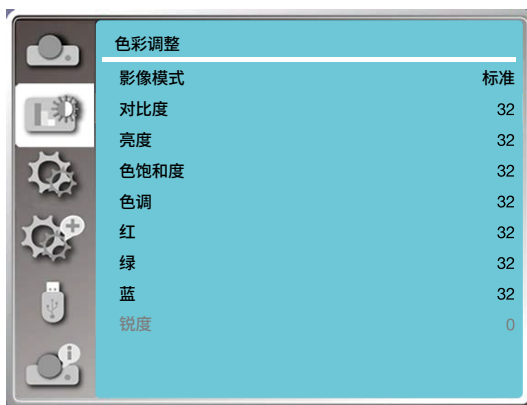 色彩调整
影像模式 标准
对比度 32
亮度 32
色饱和度 32
色调 32
红 32
绿 32
蓝 32
锐度 0